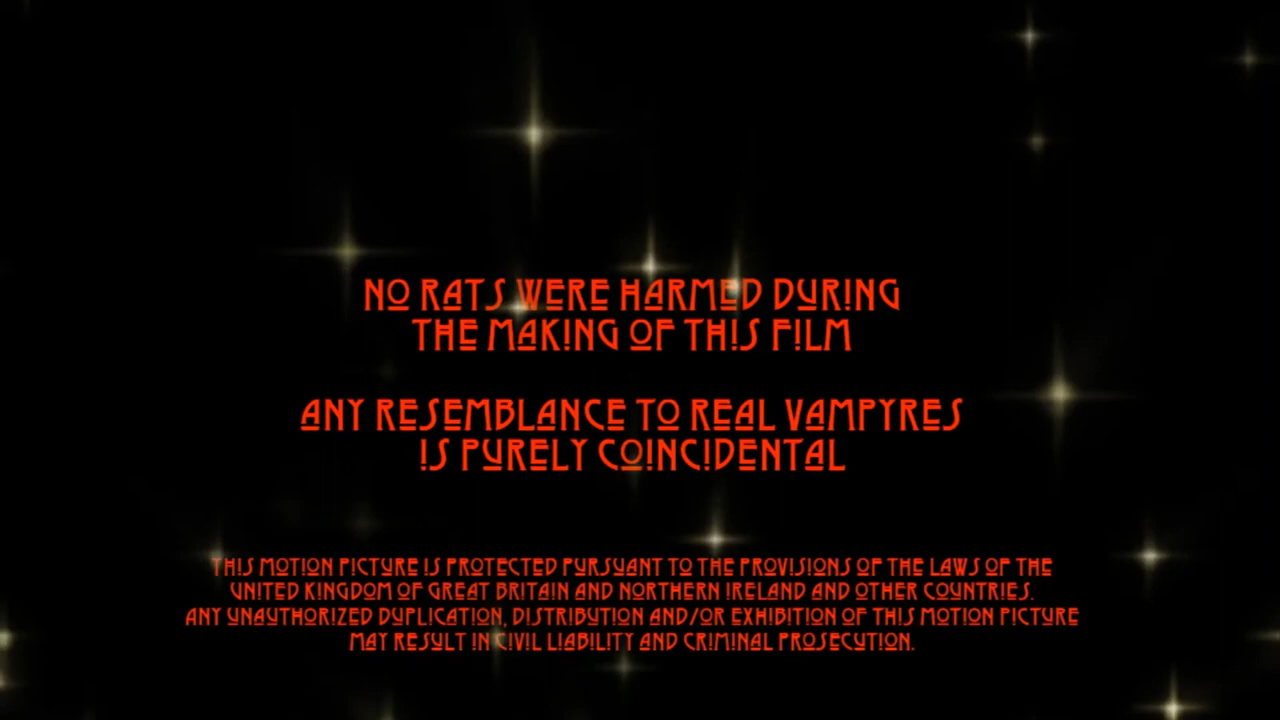 NO RATS WERE HARMED DURING
THE MAKING OF THIS FILM
ANY RESEMBLANCE TO REAL VAMPYRES
IS PURELY COINCIDENTAL
THIS MOTION PICTURE IS PROTECTED PURSUANT TO THE PROVISIONS OF THE LAWS OF THE
UNITED KINGDOM OF GREAT BRITAIN AND NORTHERN IRELAND AND OTHER COUNTRIES.
ANY UNAUTHORIZED DUPLICATION, DISTRIBUTION AND/OR EXHIBITION OF THIS MOTION PICTURE
MAY RESULT IN CIVIL LIABILITY AND CRIMINAL PROSECUTION.